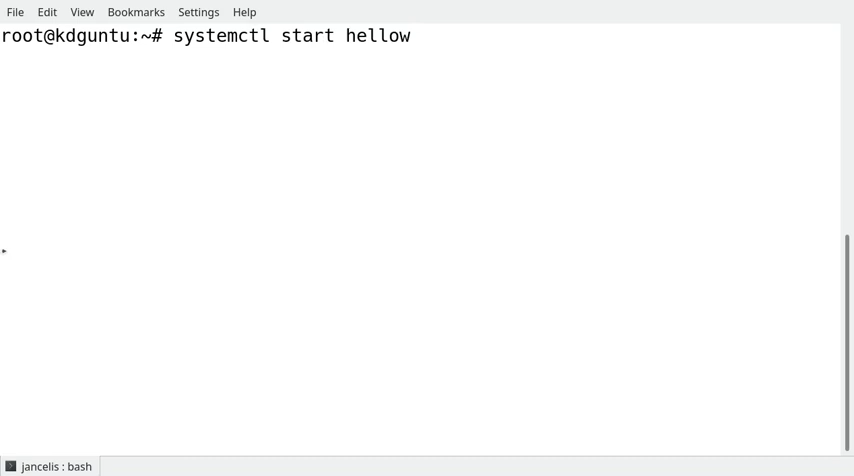 File Edit View Bookmarks Settings Help
root@kdguntu:~# systemctl start hellow
jancelis : bash